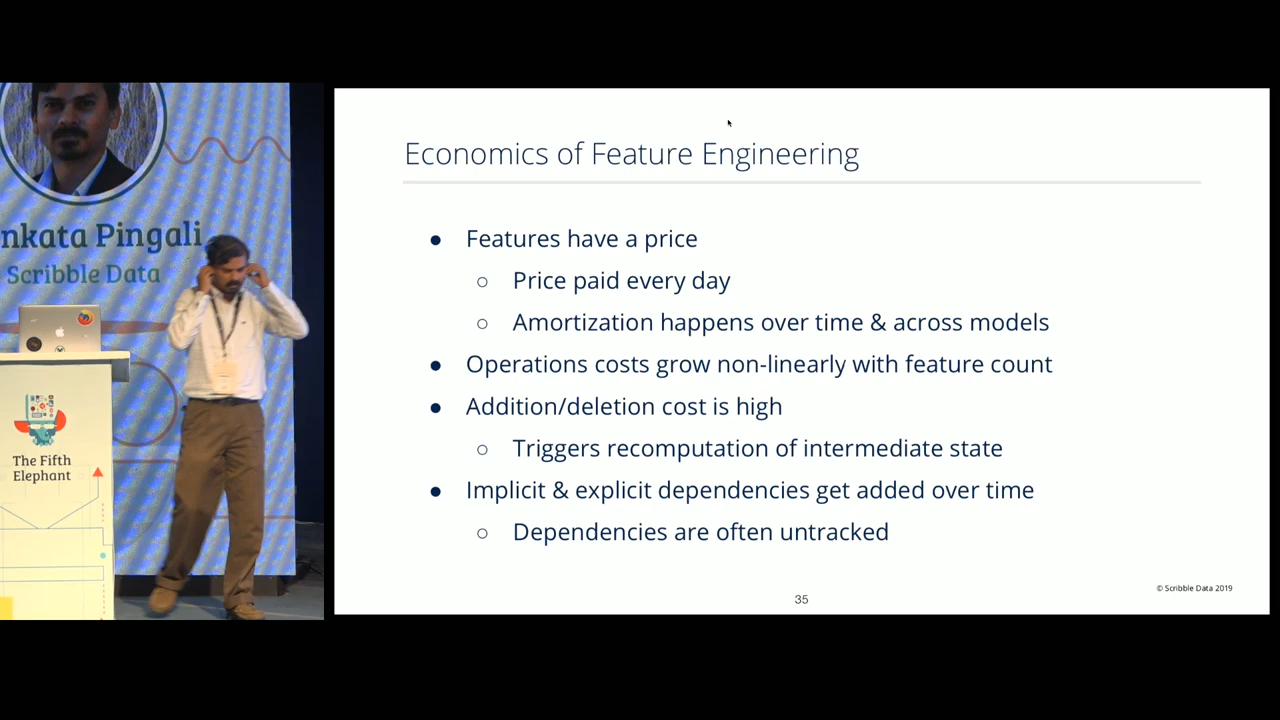 nkata Pingali
Scribble Data
The Fifth
Elephant
Economics of Feature Engineering
● Features have a price
○ Price paid every day
○ Amortization happens over time & across models
● Operations costs grow non-linearly with feature count
● Addition/deletion cost is high
○ Triggers recomputation of intermediate state
● Implicit & explicit dependencies get added over time
○ Dependencies are often untracked
© Scribble Data 2019
35